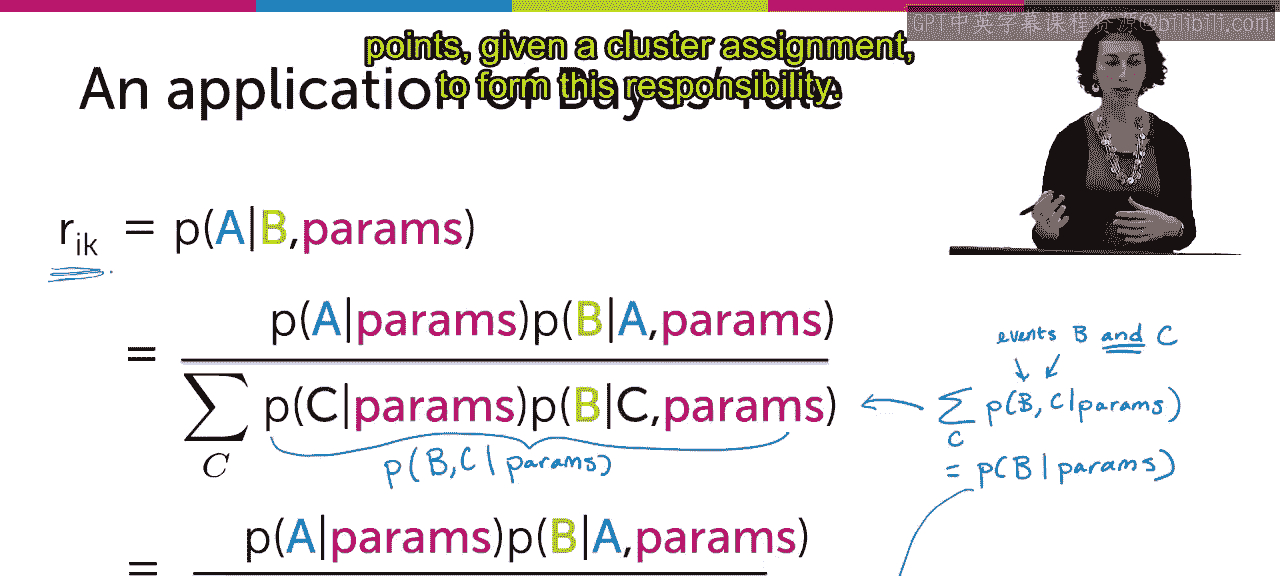 GPT中英字幕课程资源@bilibili.com
points, given a cluster assignment,
to form this responsibility.
An application of Bayes' rule
r_ik = p(A|B,params)
= p(A|params)p(B|A,params)
∑_C p(C|params)p(B|C,params)
p(B,C|params)
events B and C
∑_C p(B,C|params)
= p(B|params)
= p(A|params)p(B|A,params)